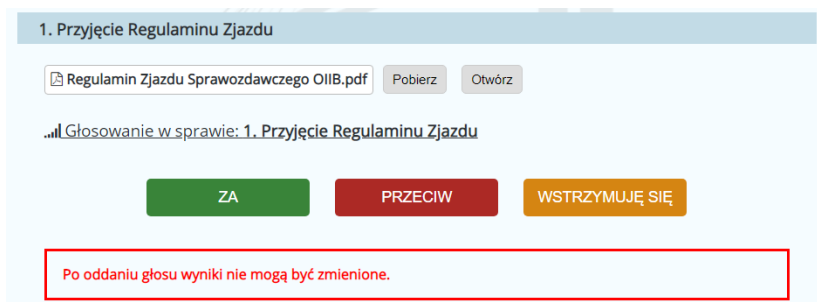 1. Przyjęcie Regulaminu Zjazdu
Regulamin Zjazdu Sprawozdawczego OIIB.pdf Pobierz Otwórz
Głosowanie w sprawie: 1. Przyjęcie Regulaminu Zjazdu
ZA PRZECIW WSTRZYMUJĘ SIĘ
Po oddaniu głosu wyniki nie mogą być zmienione.